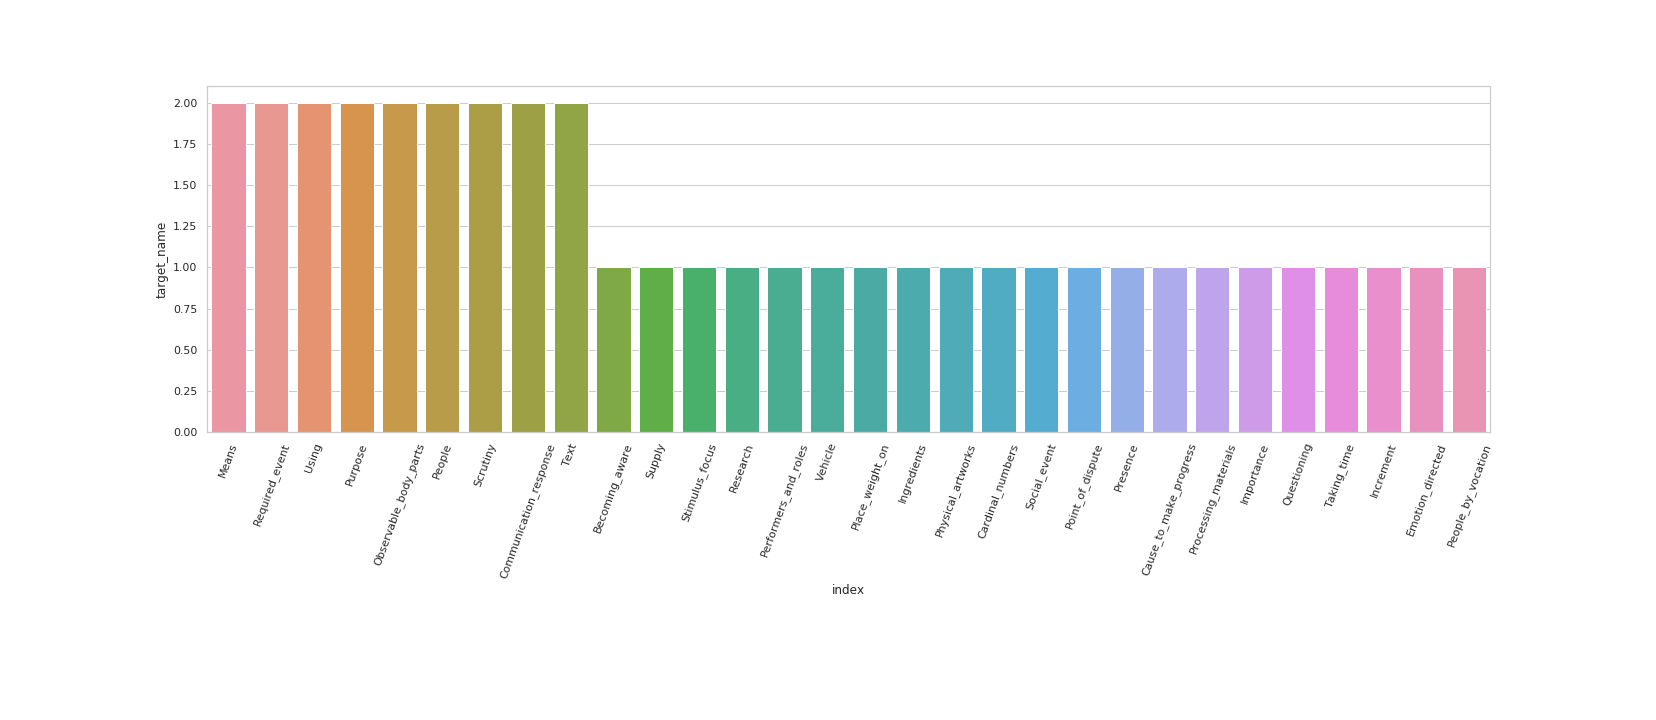 2.00
1.75
1.50
1.25
1.00
0.75
0.50
0.25
0.00
target_name
Means
Required_event
Using
Purpose
Observable_body_parts
People
Scrutiny
Communication_response
Text
Becoming_aware
Supply
Stimulus_focus
Research
Performers_and_roles
Vehicle
Place_weight_on
Ingredients
Physical_artworks
Cardinal_numbers
Social_event
Point_of_dispute
Presence
Cause_to_make_progress
Processing_materials
Importance
Questioning
Taking_time
Increment
Emotion_directed
People_by_vocation
index